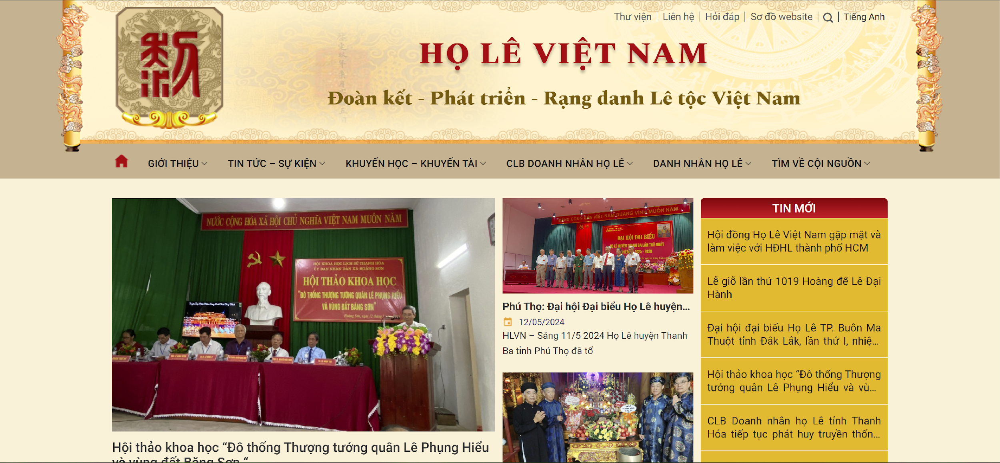 Thư viện | Liên hệ | Hỏi đáp | Sơ đồ website | | Tiếng Anh
HỌ LÊ VIỆT NAM
Đoàn kết - Phát triển - Rạng danh Lê tộc Việt Nam
GIỚI THIỆU TIN TỨC – SỰ KIỆN KHUYẾN HỌC – KHUYẾN TÀI CLB DOANH NHÂN HỌ LÊ DANH NHÂN HỌ LÊ TÌM VỀ CỘI NGUỒN
NƯỚC CỘNG HÒA XÃ HỘI CHỦ NGHĨA VIỆT NAM MUÔN NĂM
HỘI KHOA HỌC LỊCH SỬ THANH HÓA
ỦY BAN NHÂN DÂN XÃ HOẰNG SƠN
HỘI THẢO KHOA HỌC
"ĐÔ THỐNG THƯỢNG TƯỚNG QUÂN LÊ PHỤNG HIỂU
VÀ VÙNG ĐẤT BĂNG SƠN"
Hoằng Sơn, ngày 12 tháng
Hội thảo khoa học “Đô thống Thượng tướng quân Lê Phụng Hiểu
và vùng đất Băng Sơn “
ĐẢNG CỘNG SẢN VIỆT NAM QUANG VINH MUÔN NĂM
ĐẠI HỘI ĐẠI BIỂU
HỌ LÊ HUYỆN THANH BA LẦN THỨ NHẤT
2024 - 2029
Phú Thọ: Đại hội Đại biểu Họ Lê huyện...
12/05/2024
HLVN – Sáng 11/5 2024 Họ Lê huyện Thanh
Ba tỉnh Phú Thọ đã tổ
TIN MỚI
Hội đồng Họ Lê Việt Nam gặp mặt và
làm việc với HĐHL thành phố HCM
Lễ giỗ lần thứ 1019 Hoàng đế Lê Đại
Hành
Đại hội đại biểu Họ Lê TP. Buôn Ma
Thuột tỉnh Đắk Lắk, lần thứ I, nhiệ...
Hội thảo khoa học “Đô thống Thượng
tướng quân Lê Phụng Hiểu và vù...
CLB Doanh nhân họ Lê tỉnh Thanh
Hóa tiếp tục phát huy truyền thốn...